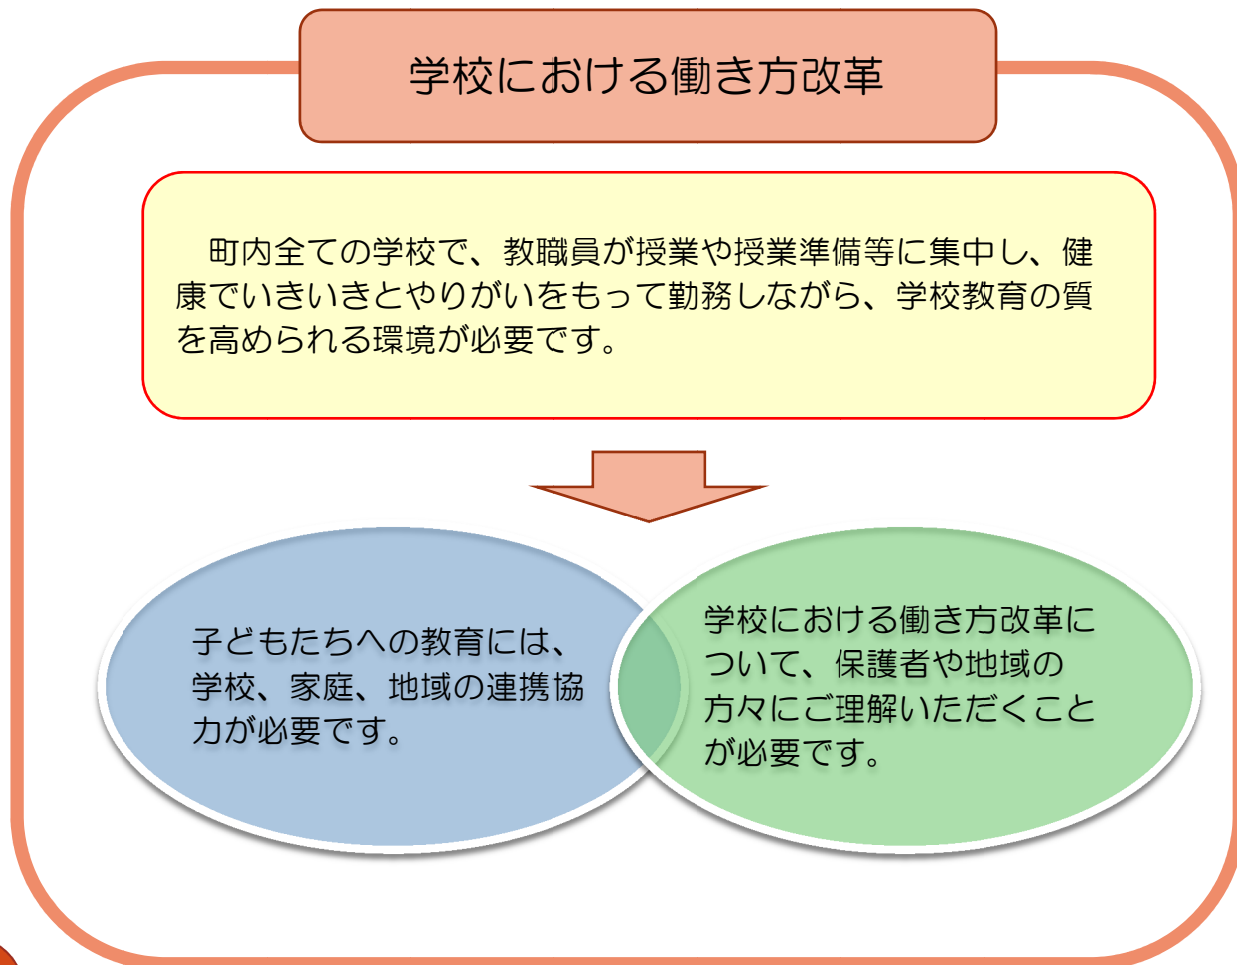 学校における働き方改革
町内全ての学校で、教職員が授業や授業準備等に集中し、健
康でいきいきとやりがいをもって勤務しながら、学校教育の質
を高められる環境が必要です。
子どもたちへの教育には、
学校、家庭、地域の連携協
力が必要です。
学校における働き方改革に
ついて、保護者や地域の
方々にご理解いただくこと
が必要です。